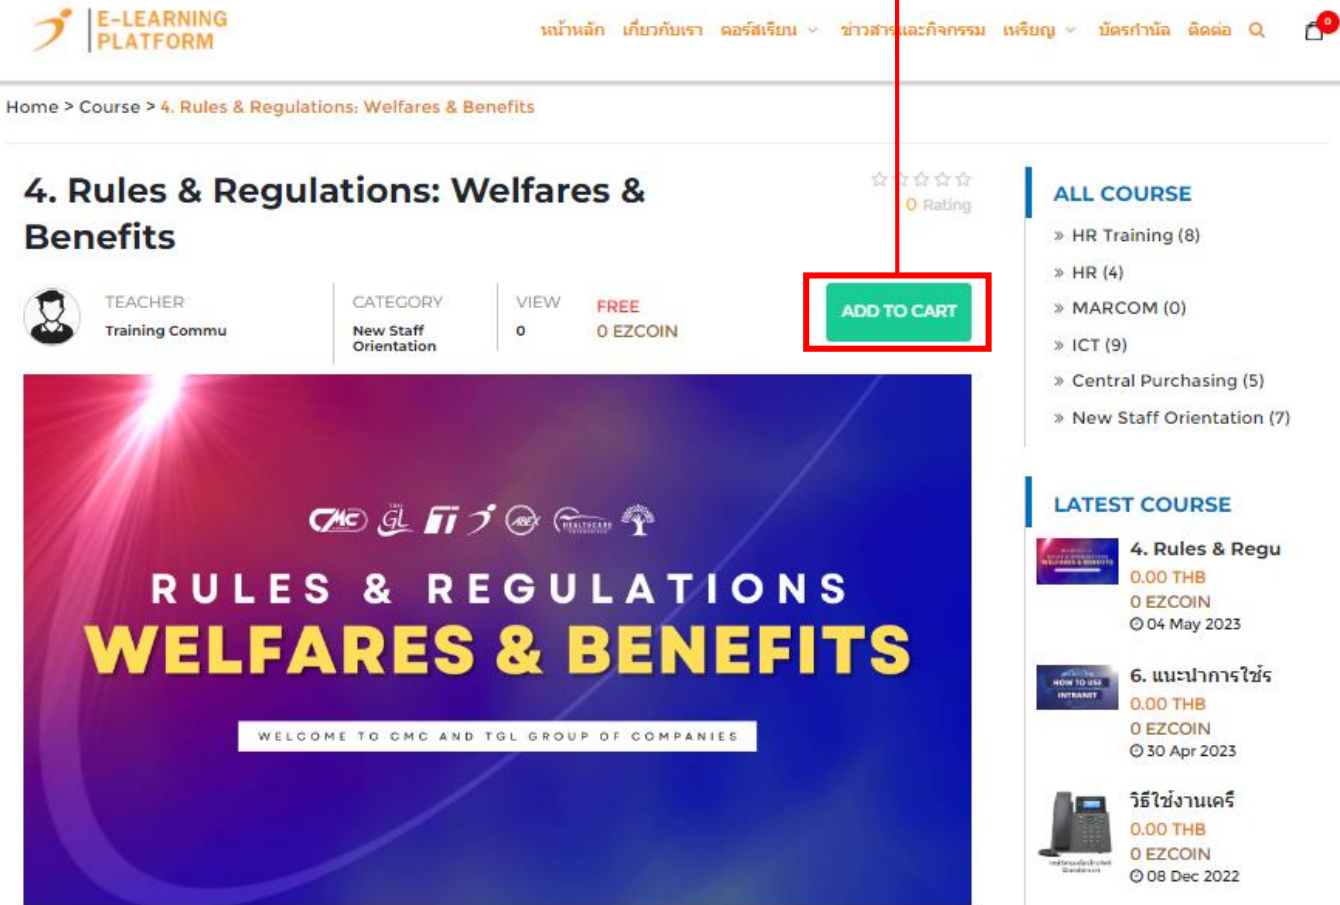 E-LEARNING
PLATFORM
หน้าหลัก เกี่ยวกับเรา คอร์สเรียน ข่าวสารและกิจกรรม เหรียญ บัตรกำนัล ติดต่อ 0
Home > Course > 4. Rules & Regulations: Welfares & Benefits
4. Rules & Regulations: Welfares &
Benefits
0 Rating
TEACHER
Training Commu
CATEGORY
New Staff
Orientation
VIEW
0
FREE
0 EZCOIN
ADD TO CART
CMC GL TI ABEX HEALTHCARE
RULES & REGULATIONS
WELFARES & BENEFITS
WELCOME TO CMC AND TGL GROUP OF COMPANIES
ALL COURSE
» HR Training (8)
» HR (4)
» MARCOM (0)
» ICT (9)
» Central Purchasing (5)
» New Staff Orientation (7)
LATEST COURSE
WELFARES & BENEFITS
4. Rules & Regu
0.00 THB
0 EZCOIN
04 May 2023
HOW TO USE
INTRANET
6. แนะนำการใช้ร
0.00 THB
0 EZCOIN
30 Apr 2023
วิธีใช้งานเครื
0.00 THB
0 EZCOIN
08 Dec 2022